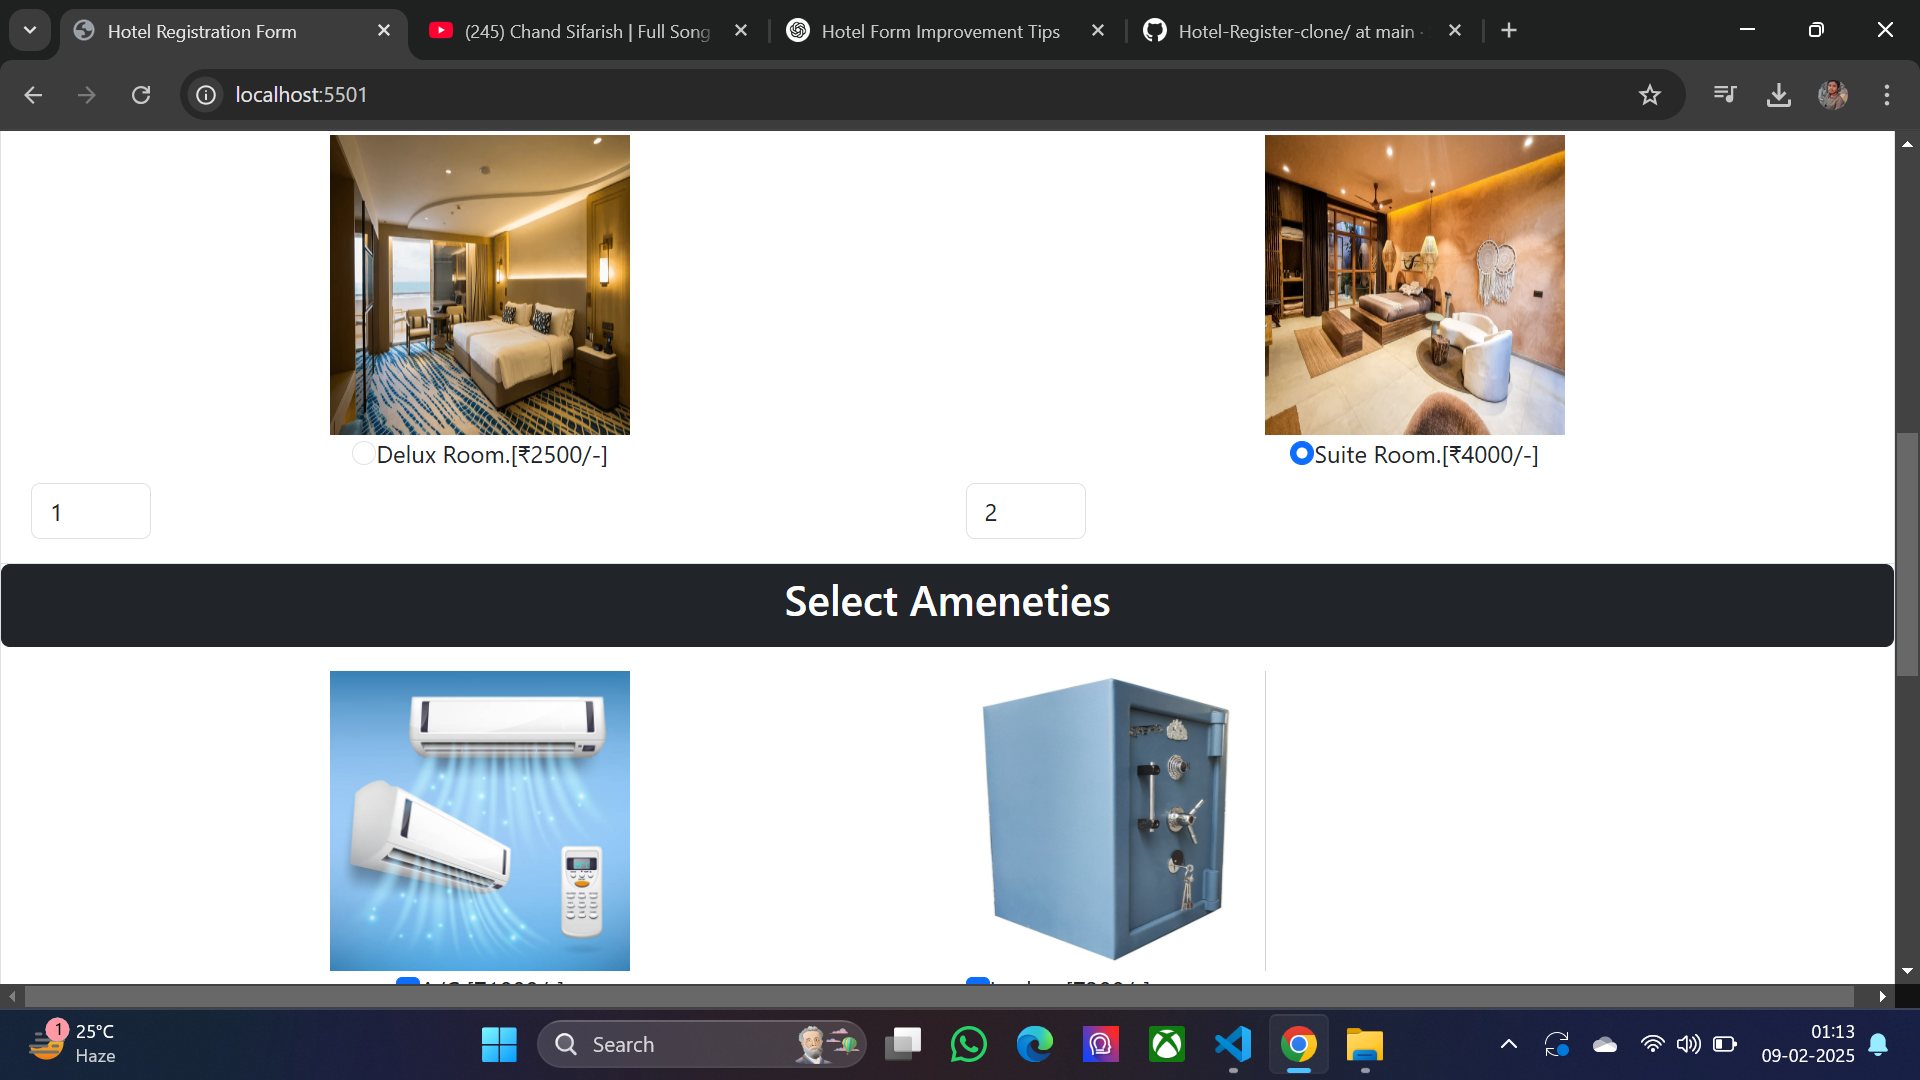 Hotel Registration Form
(245) Chand Sifarish | Full Song
Hotel Form Improvement Tips
Hotel-Register-clone/ at main ·
localhost:5501
Delux Room.[₹2500/-]
Suite Room.[₹4000/-]
1
2
Select Ameneties
1
25°C
Haze
Search
01:13
09-02-2025